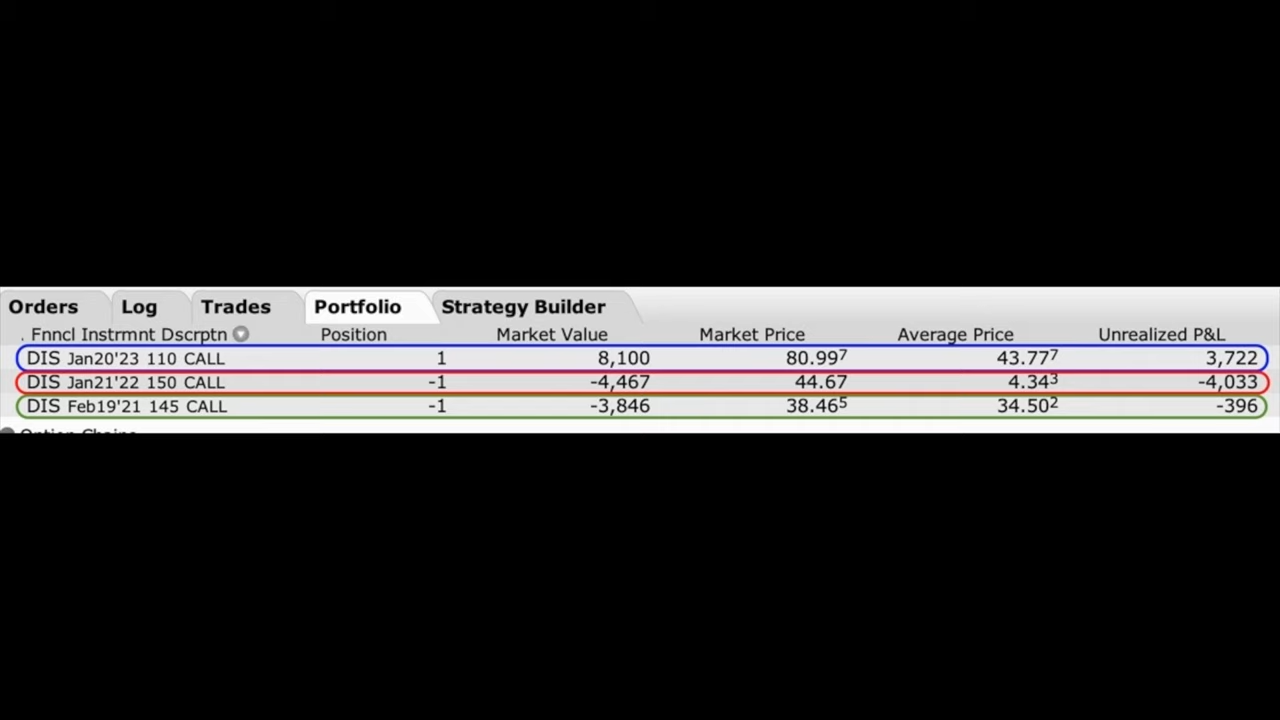 Orders Log Trades Portfolio Strategy Builder
. Fnncl Instrmnt Dscrptn Position Market Value Market Price Average Price Unrealized P&L
DIS Jan20'23 110 CALL 1 8,100 80.997 43.777 3,722
DIS Jan21'22 150 CALL -1 -4,467 44.67 4.343 -4,033
DIS Feb19'21 145 CALL -1 -3,846 38.465 34.502 -396
Option Chains